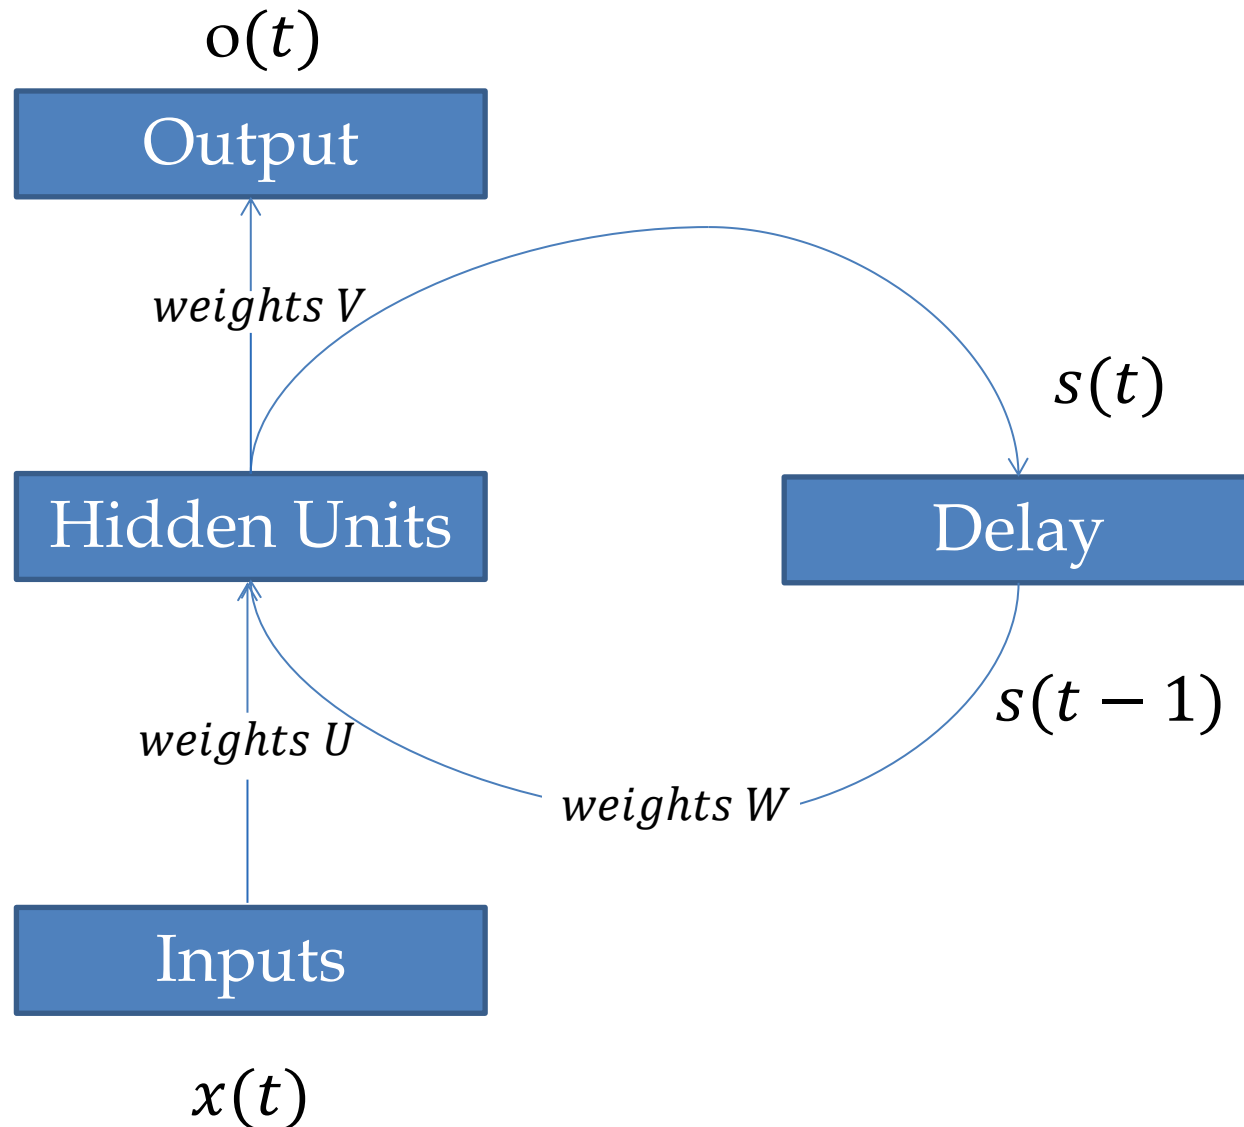 o(t)
Output
weights V
s(t)
Hidden Units
Delay
s(t − 1)
weights U
weights W
Inputs
x(t)